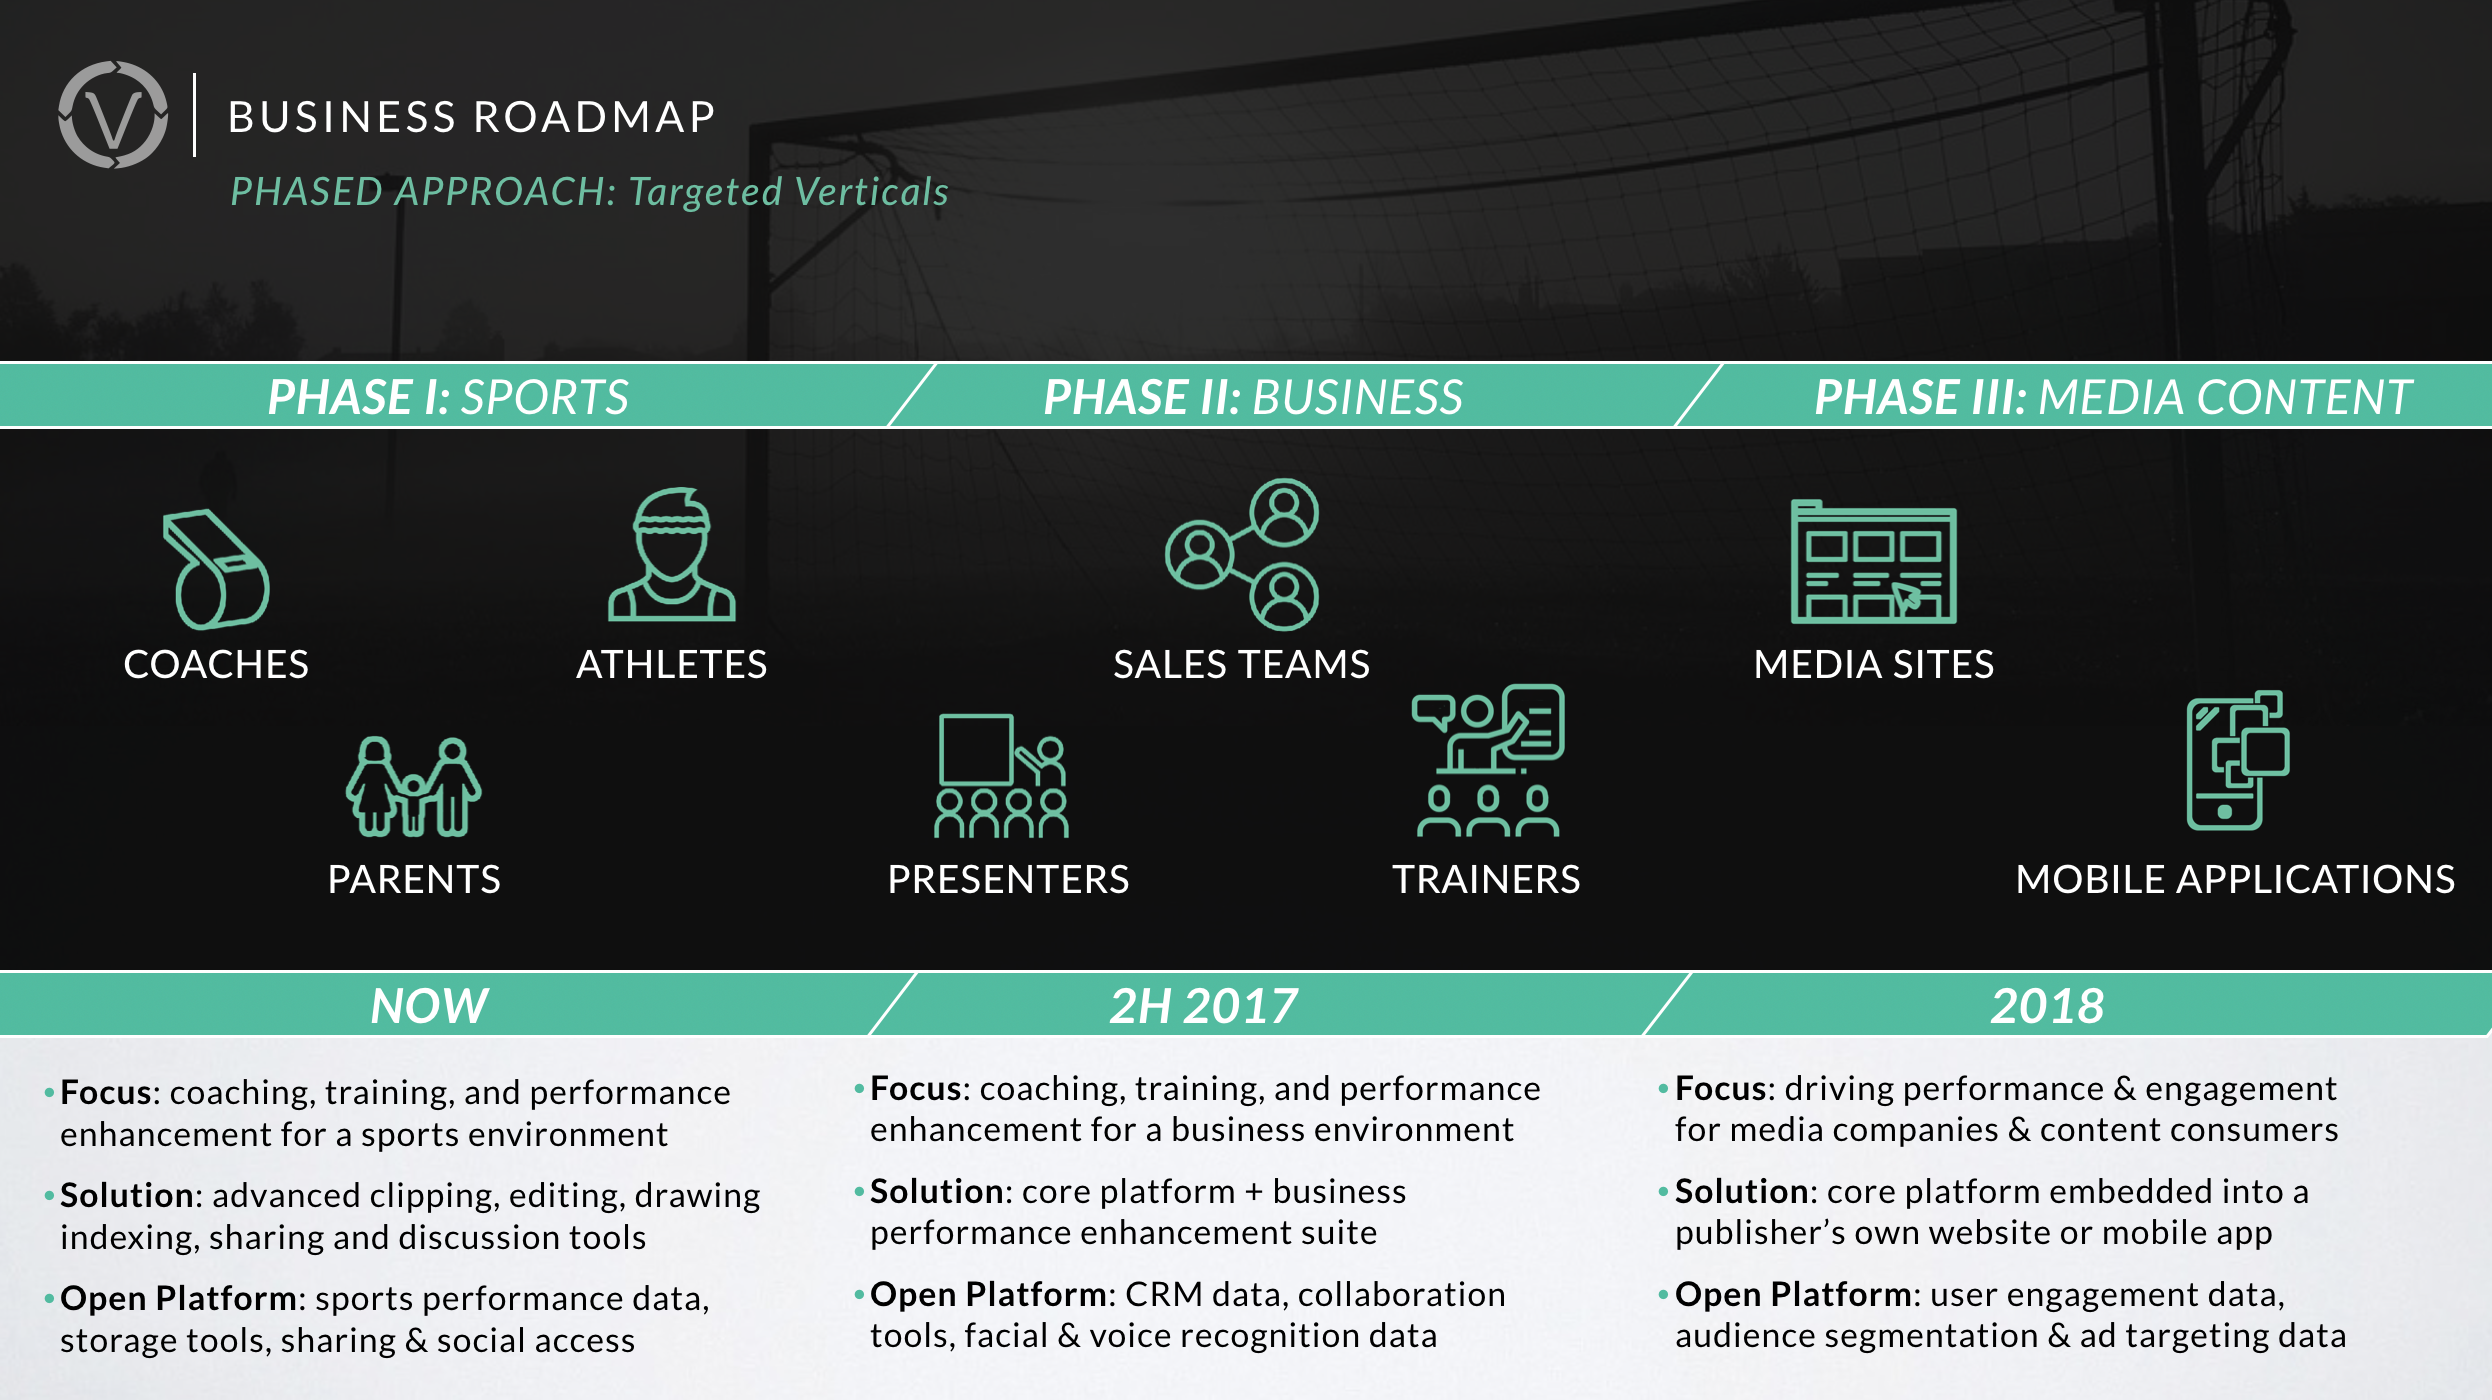 V
BUSINESS ROADMAP
PHASED APPROACH: Targeted Verticals
PHASE I: SPORTS
PHASE II: BUSINESS
PHASE III: MEDIA CONTENT
COACHES
ATHLETES
SALES TEAMS
MEDIA SITES
PARENTS
PRESENTERS
TRAINERS
MOBILE APPLICATIONS
NOW
2H 2017
2018
•Focus: coaching, training, and performance
enhancement for a sports environment
•Solution: advanced clipping, editing, drawing
indexing, sharing and discussion tools
•Open Platform: sports performance data,
storage tools, sharing & social access
•Focus: coaching, training, and performance
enhancement for a business environment
•Solution: core platform + business
performance enhancement suite
•Open Platform: CRM data, collaboration
tools, facial & voice recognition data
•Focus: driving performance & engagement
for media companies & content consumers
•Solution: core platform embedded into a
publisher’s own website or mobile app
•Open Platform: user engagement data,
audience segmentation & ad targeting data